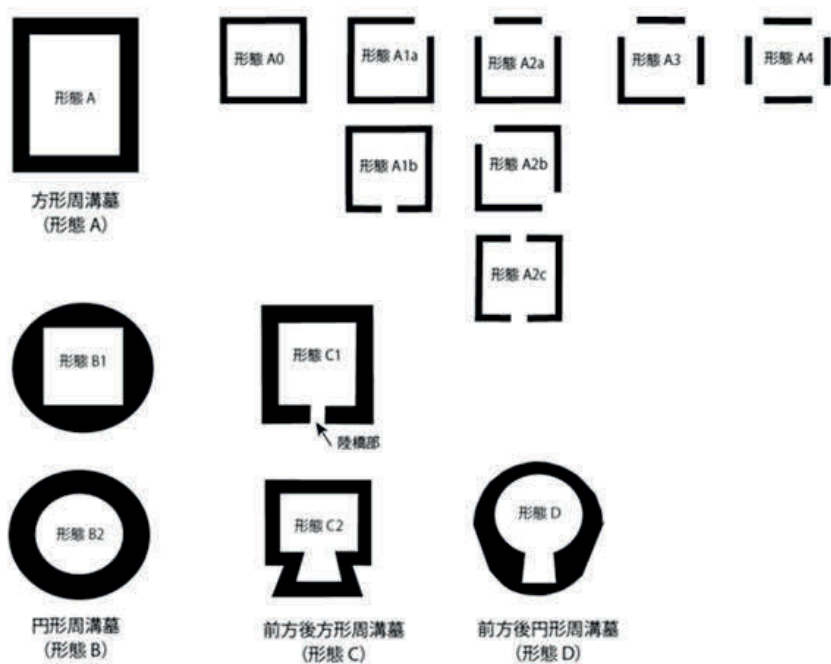 形態 A
方形周溝墓
(形態 A)
形態 A0
形態 A1a
形態 A2a
形態 A3
形態 A4
形態 A1b
形態 A2b
形態 A2c
形態 B1
形態 C1
陸橋部
形態 B2
形態 C2
形態 D
円形周溝墓
(形態 B)
前方後方形周溝墓
(形態 C)
前方後円形周溝墓
(形態 D)